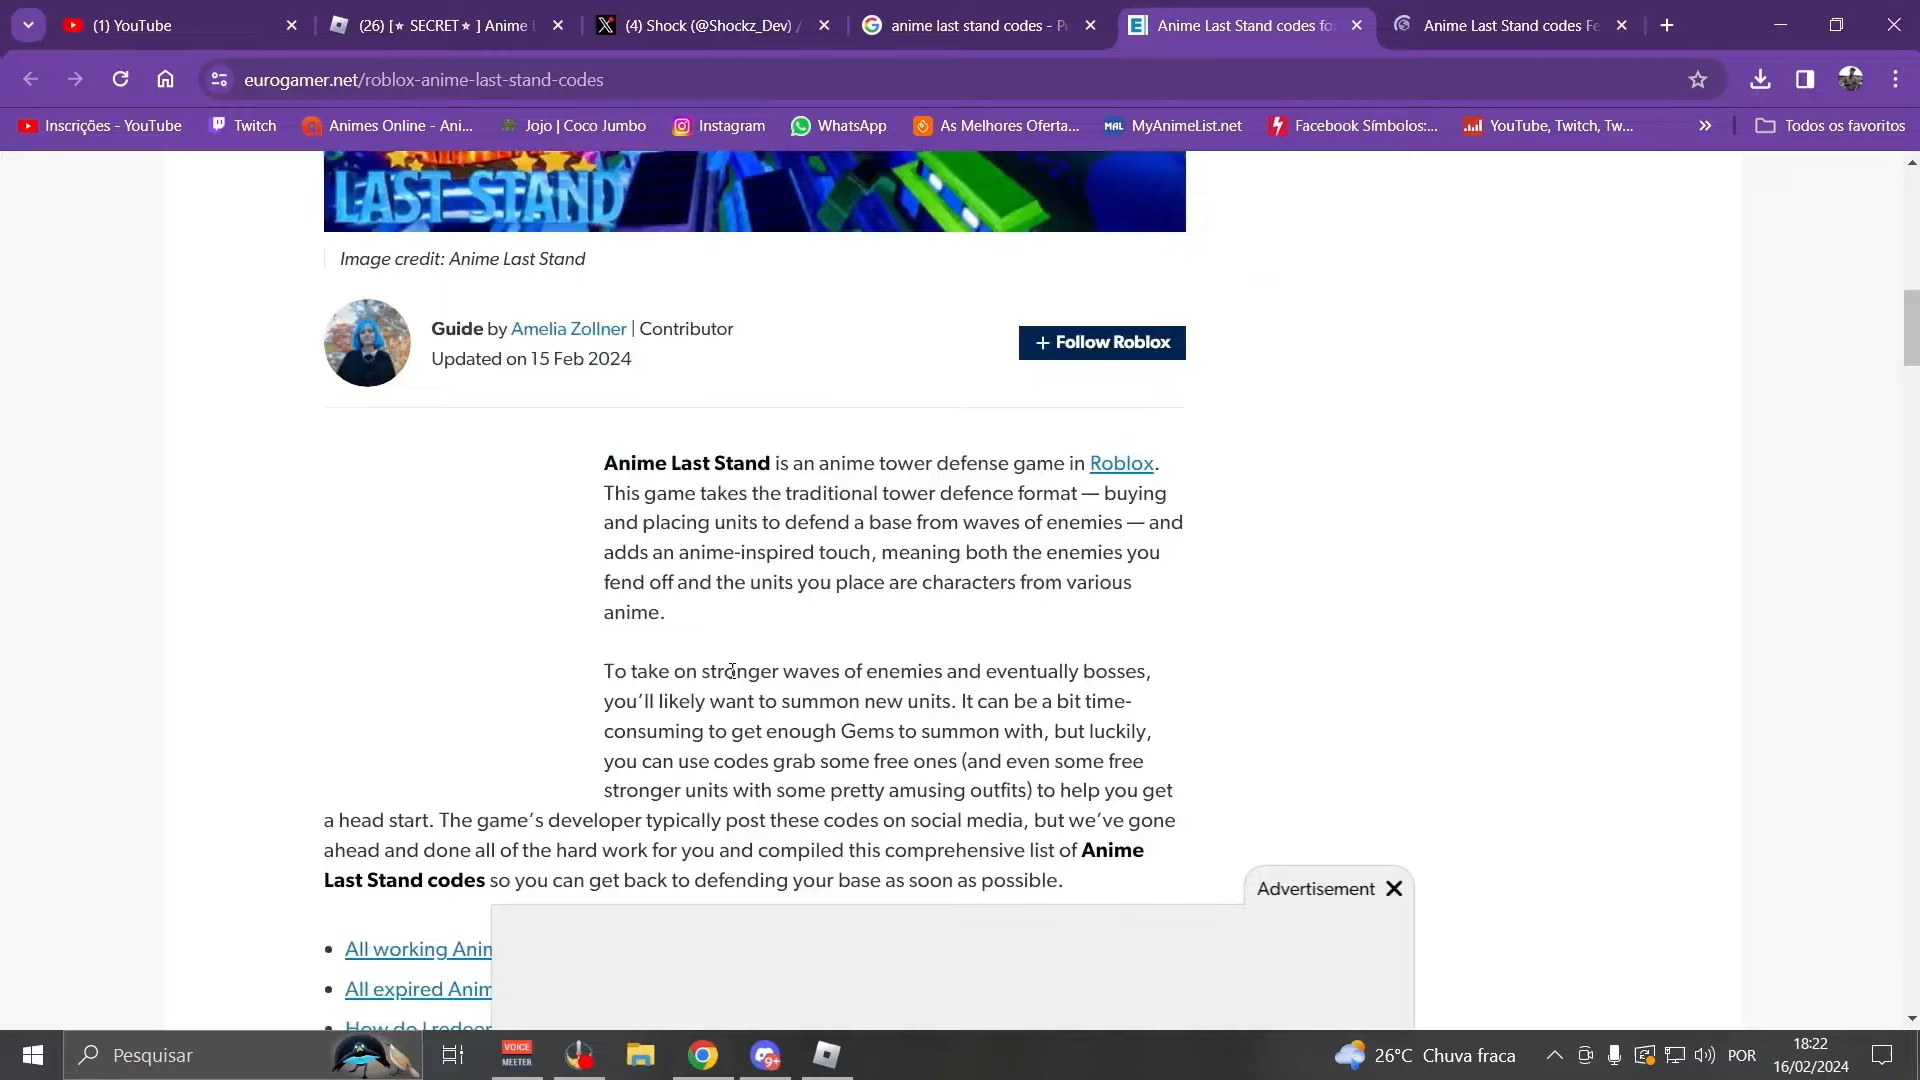 (1) YouTube
(26) [★ SECRET★ ] Anime
(4) Shock (@Shockz_Dev) /
anime last stand codes - P
Anime Last Stand codes fo
Anime Last Stand codes Fe
eurogamer.net/roblox-anime-last-stand-codes
Inscrições - YouTube
Twitch
Animes Online - Ani...
Jojo | Coco Jumbo
Instagram
WhatsApp
As Melhores Oferta...
MAL MyAnimeList.net
Facebook Símbolos:...
YouTube, Twitch, Tw...
»
Todos os favoritos
LAST STAND
Image credit: Anime Last Stand
Guide by Amelia Zollner | Contributor
Updated on 15 Feb 2024
+ Follow Roblox
Anime Last Stand is an anime tower defense game in Roblox.
This game takes the traditional tower defence format — buying
and placing units to defend a base from waves of enemies — and
adds an anime-inspired touch, meaning both the enemies you
fend off and the units you place are characters from various
anime.
To take on stronger waves of enemies and eventually bosses,
you’ll likely want to summon new units. It can be a bit time-
consuming to get enough Gems to summon with, but luckily,
you can use codes grab some free ones (and even some free
stronger units with some pretty amusing outfits) to help you get
a head start. The game’s developer typically post these codes on social media, but we’ve gone
ahead and done all of the hard work for you and compiled this comprehensive list of Anime
Last Stand codes so you can get back to defending your base as soon as possible.
Advertisement
• All working Anim
• All expired Anim
• How do I redeem
Pesquisar
VOICE
MEETER
9+
26°C Chuva fraca
POR
18:22
16/02/2024